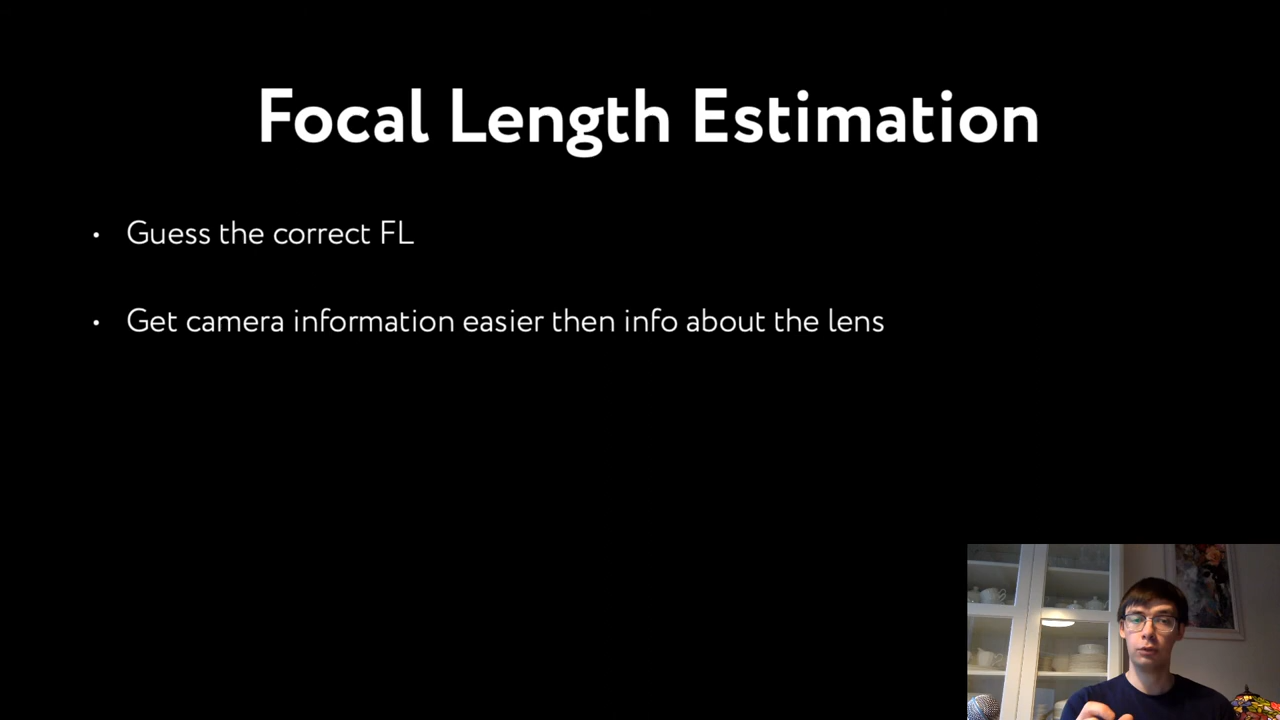 Focal Length Estimation
• Guess the correct FL
• Get camera information easier then info about the lens